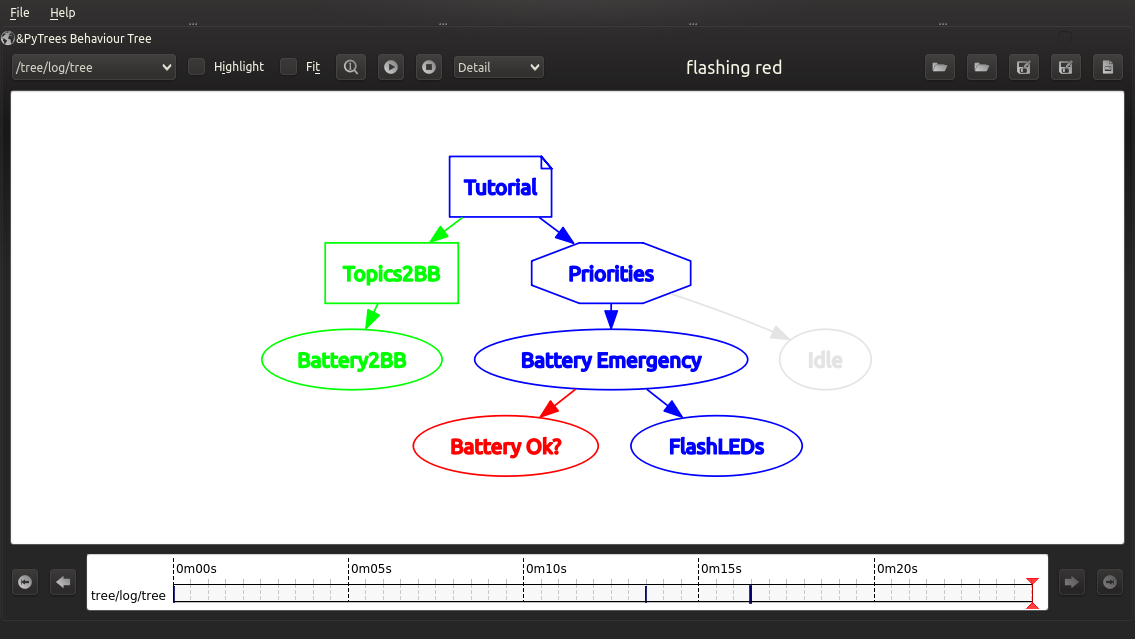 File Help
&PyTrees Behaviour Tree
/tree/log/tree Highlight Fit Detail flashing red
Tutorial
Topics2BB Priorities
Battery2BB Battery Emergency Idle
Battery Ok? FlashLEDs
0m00s 0m05s 0m10s 0m15s 0m20s
tree/log/tree